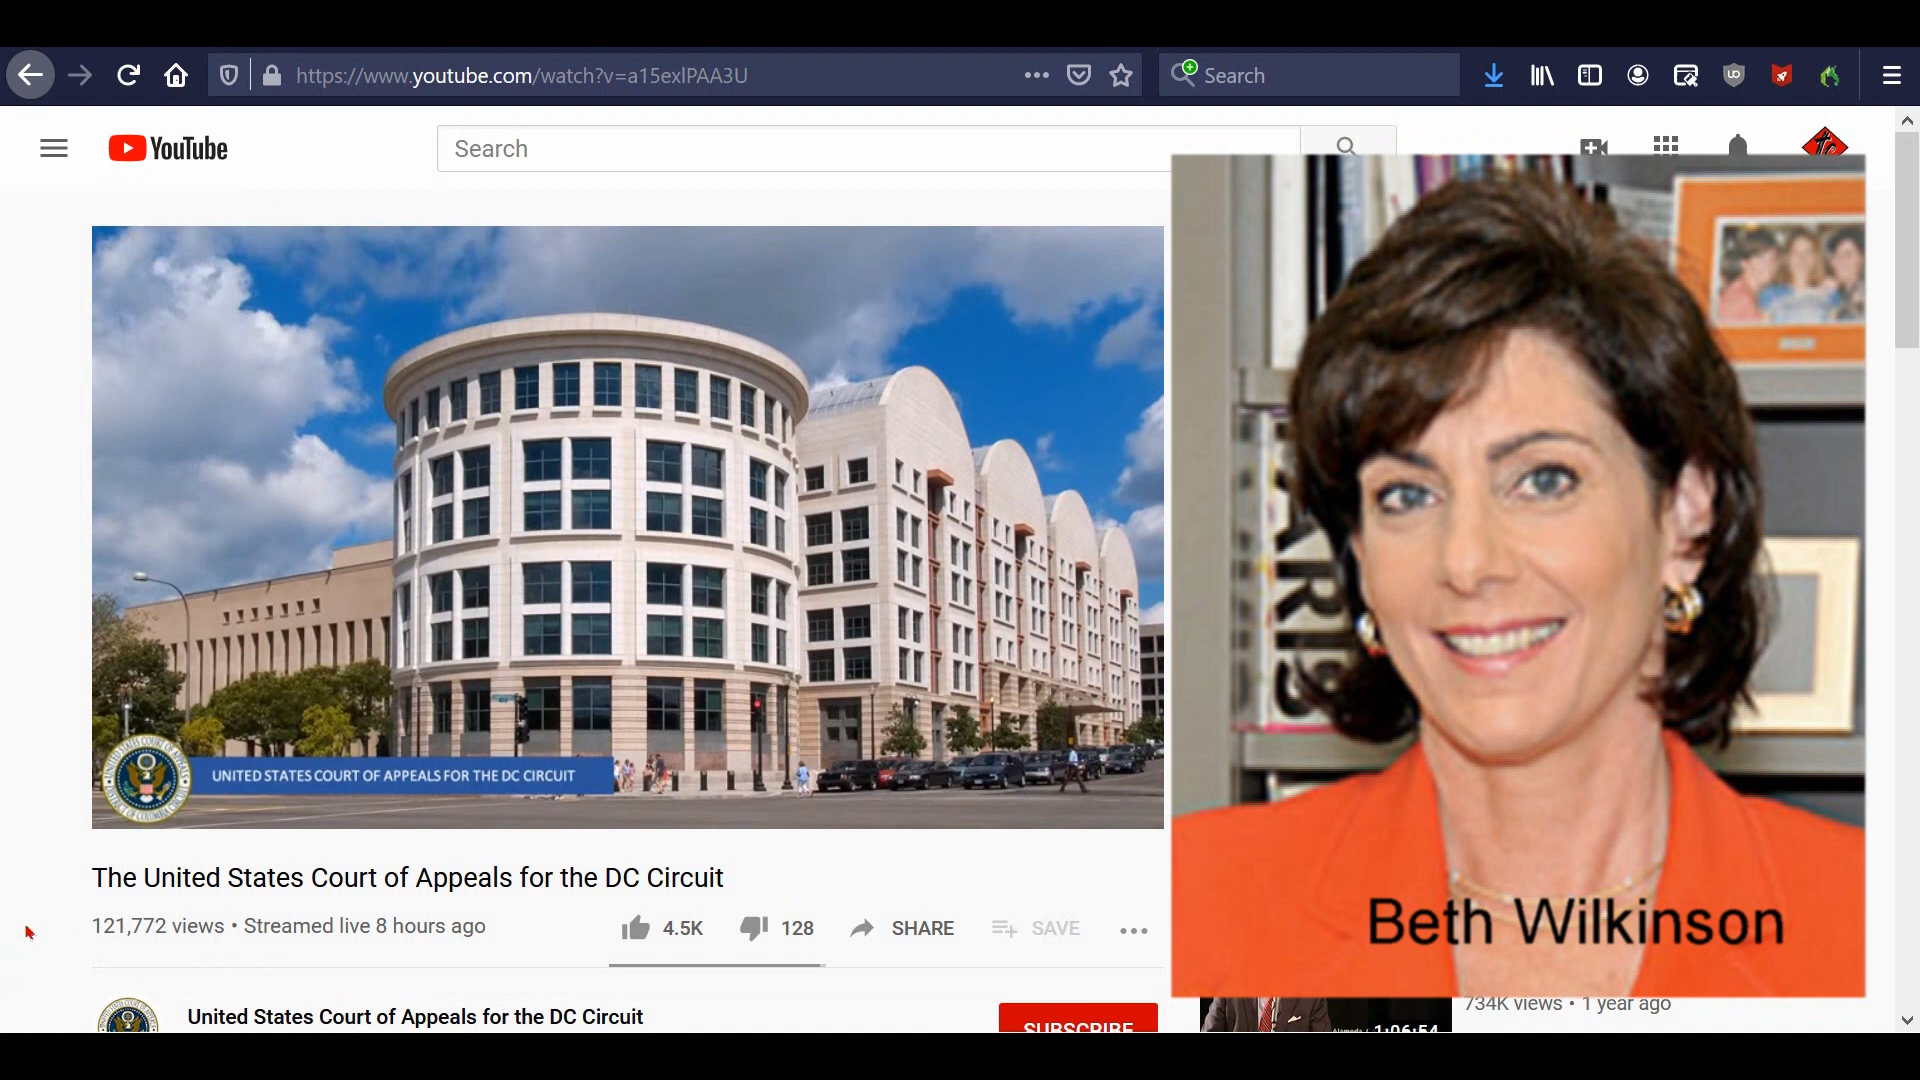 https://www.youtube.com/watch?v=a15exlPAA3U
Search
YouTube
Search
UNITED STATES COURT OF APPEALS FOR THE DC CIRCUIT
The United States Court of Appeals for the DC Circuit
121,772 views • Streamed live 8 hours ago
4.5K
128
SHARE
SAVE
Beth Wilkinson
United States Court of Appeals for the DC Circuit
SUBSCRIBE
1:06:54
734K views • 1 year ago